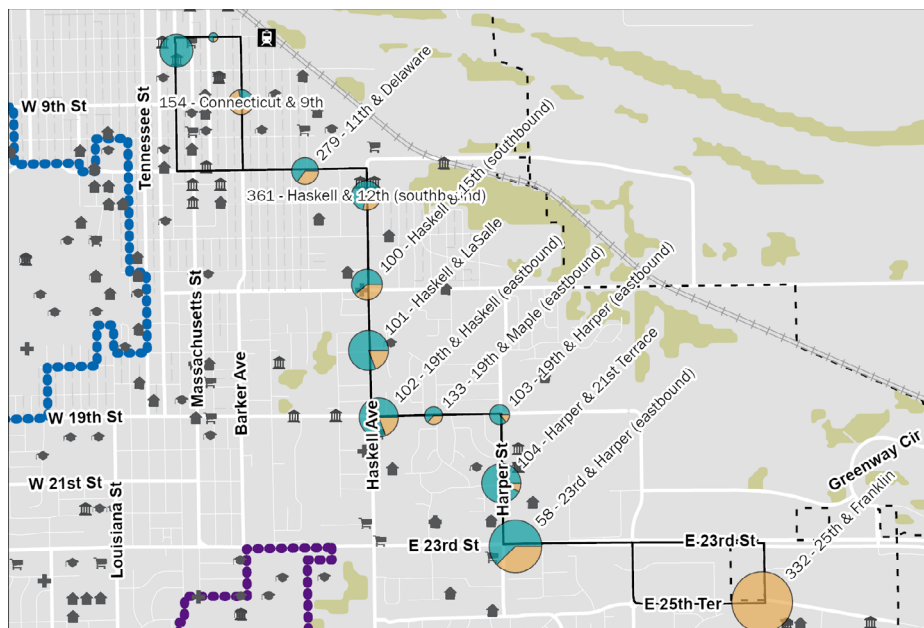 W 9th St
Tennessee St
154 - Connecticut & 9th
279 - 11th & Delaware
361 - Haskell & 12th (southbound)
100 - Haskell & 15th (southbound)
101 - Haskell & LaSalle
102 - 19th & Haskell (eastbound)
133 - 19th & Maple (eastbound)
103 - 19th & Harper (eastbound)
104 - Harper & 21st Terrace
58 - 23rd & Harper (eastbound)
332 - 25th & Franklin
Massachusetts St
Barker Ave
W 19th St
Haskell Ave
Harper St
Greenway Cir
W 21st St
Louisiana St
E 23rd St
E 23rd St
E 25th Ter